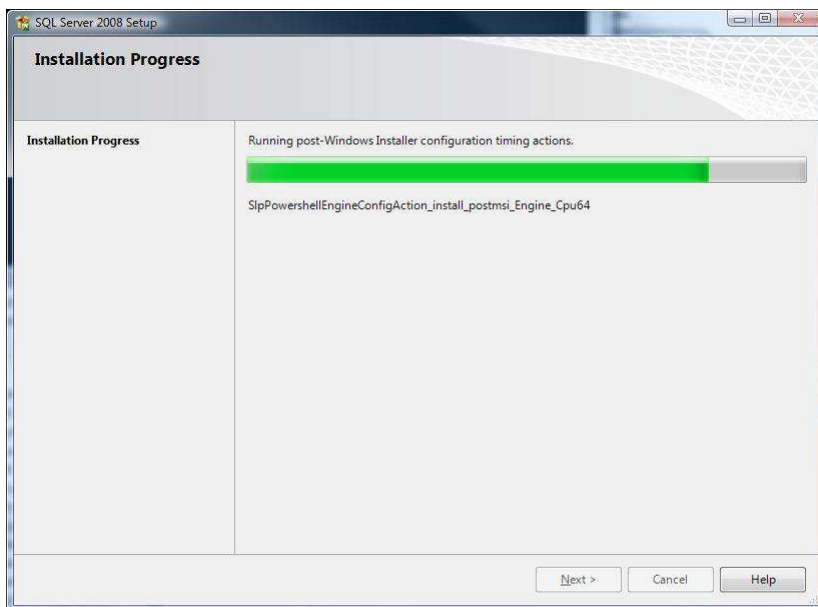 SQL Server 2008 Setup
Installation Progress
Installation Progress
Running post-Windows Installer configuration timing actions.
SlpPowershellEngineConfigAction_install_postmsi_Engine_Cpu64
Next >
Cancel
Help